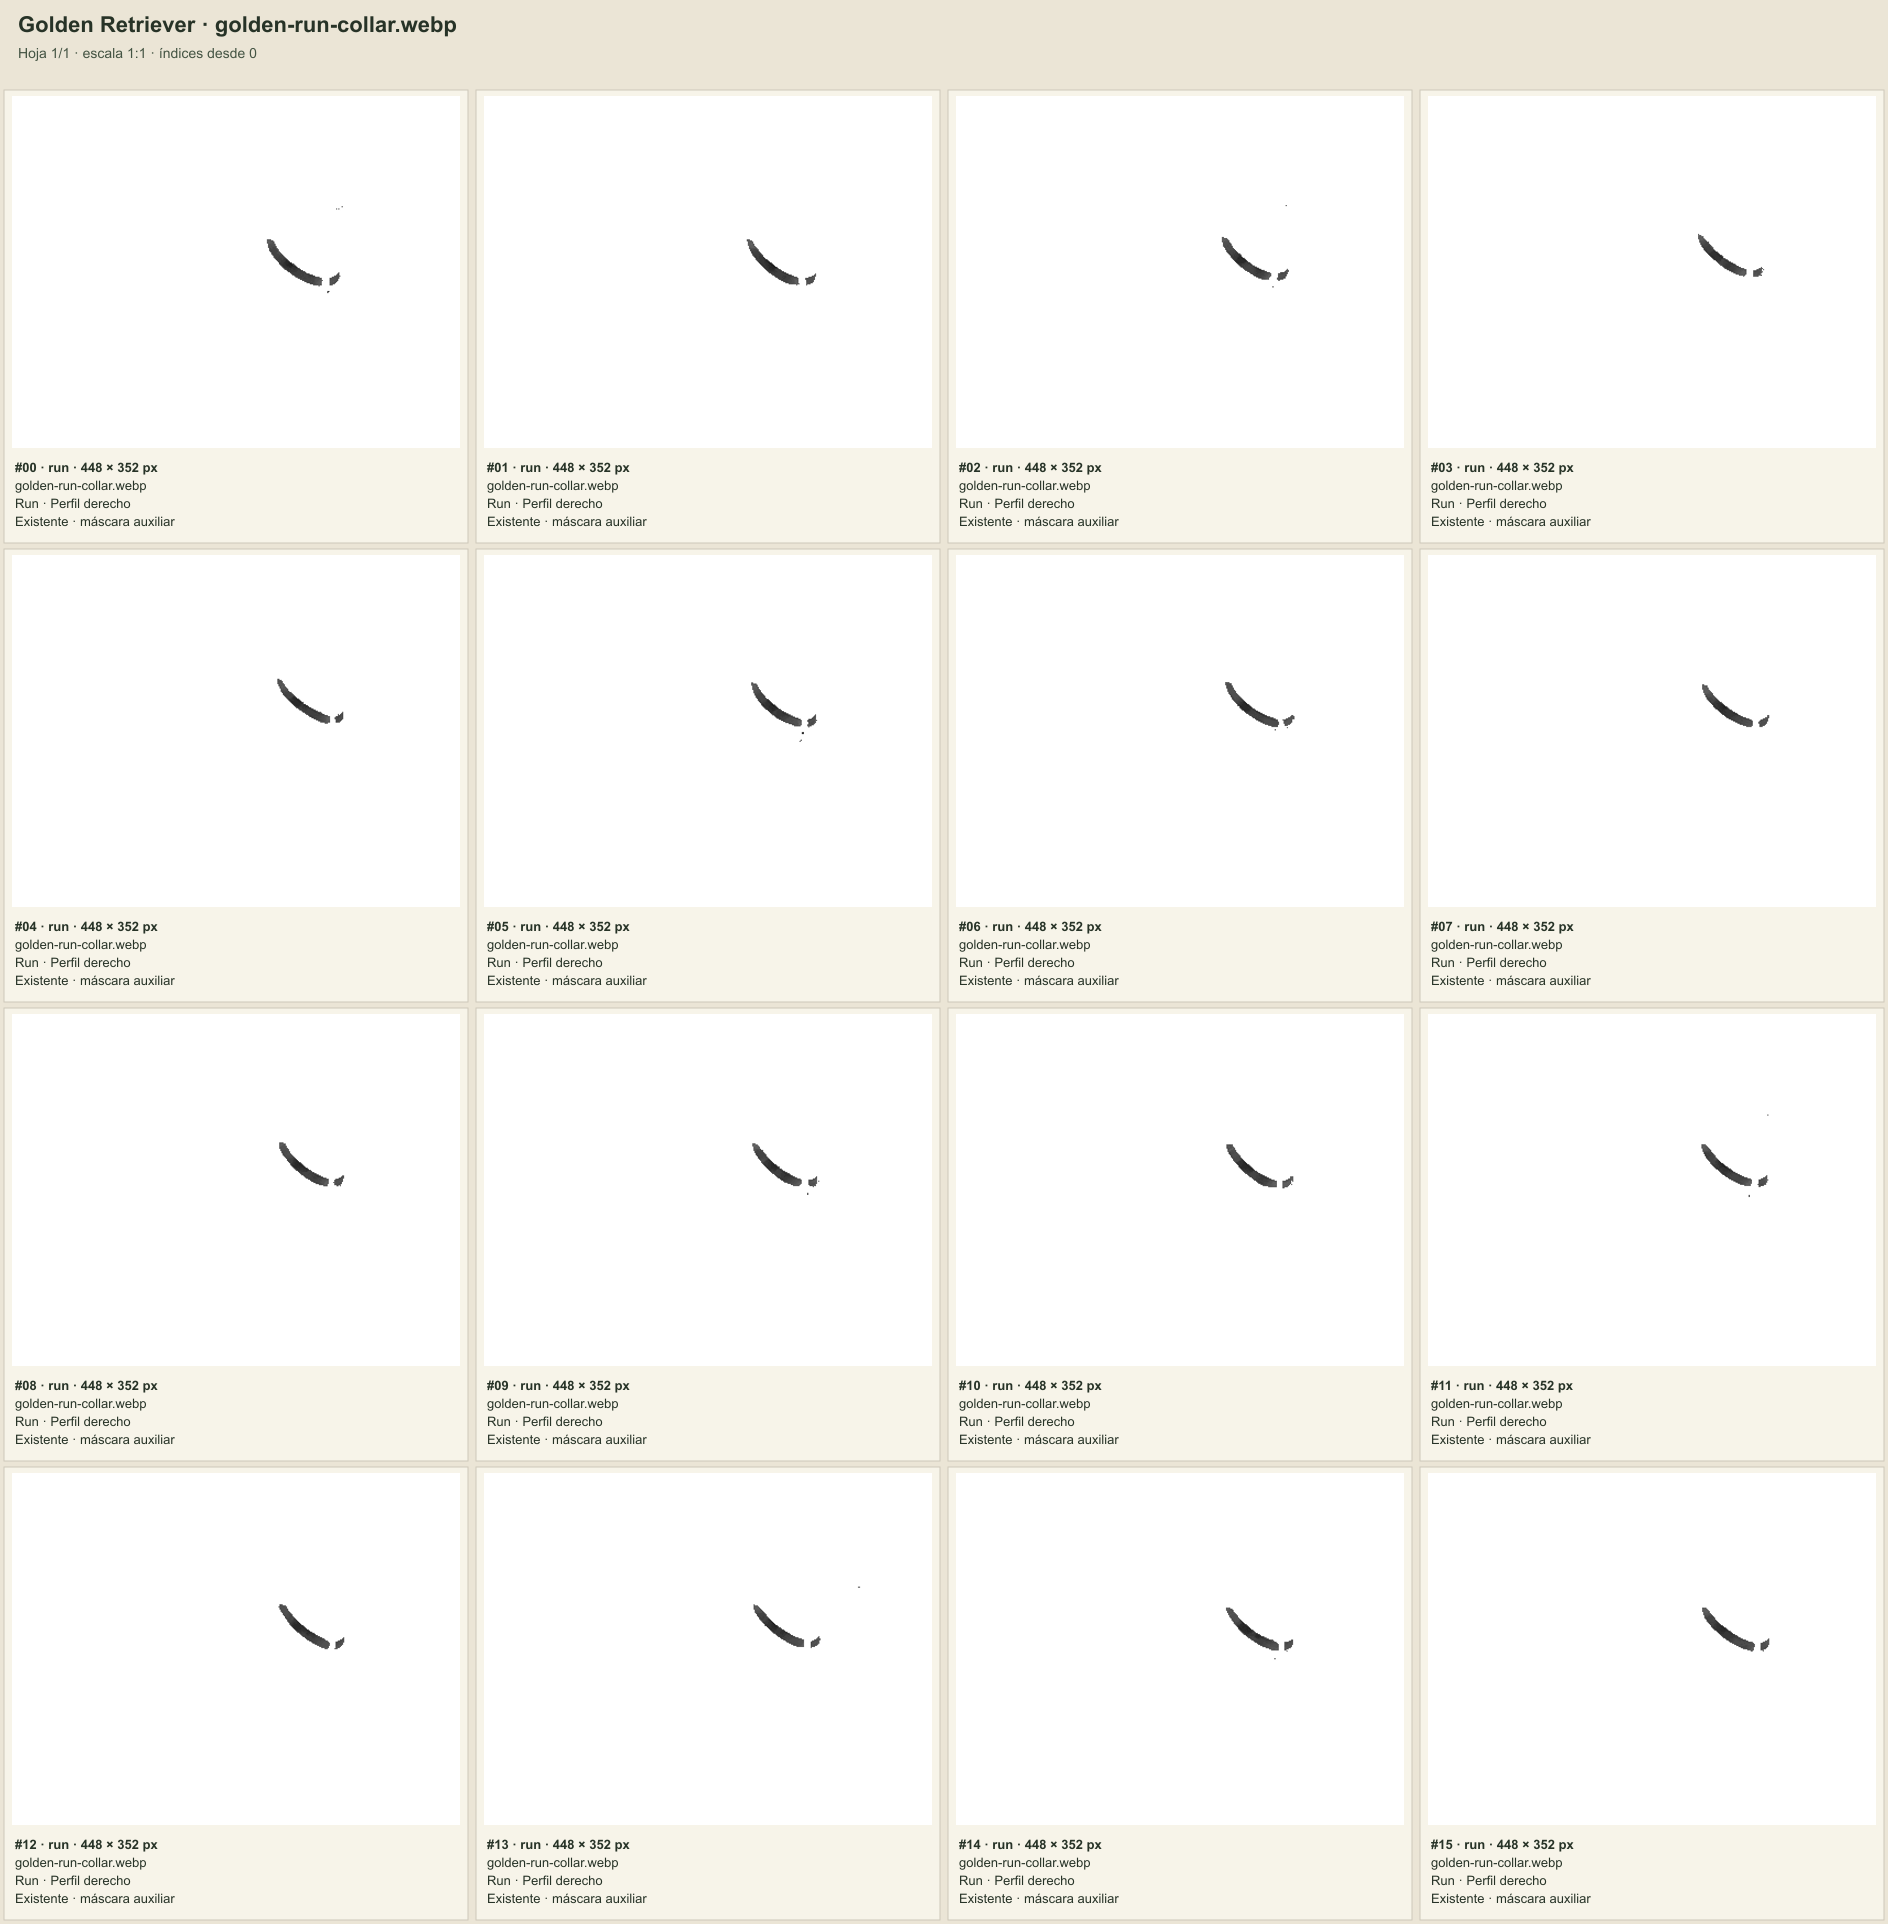 Golden Retriever · golden-run-collar.webp
Hoja 1/1 · escala 1:1 · índices desde 0
#00 · run · 448 × 352 px
golden-run-collar.webp
Run · Perfil derecho
Existente · máscara auxiliar
#01 · run · 448 × 352 px
golden-run-collar.webp
Run · Perfil derecho
Existente · máscara auxiliar
#02 · run · 448 × 352 px
golden-run-collar.webp
Run · Perfil derecho
Existente · máscara auxiliar
#03 · run · 448 × 352 px
golden-run-collar.webp
Run · Perfil derecho
Existente · máscara auxiliar
#04 · run · 448 × 352 px
golden-run-collar.webp
Run · Perfil derecho
Existente · máscara auxiliar
#05 · run · 448 × 352 px
golden-run-collar.webp
Run · Perfil derecho
Existente · máscara auxiliar
#06 · run · 448 × 352 px
golden-run-collar.webp
Run · Perfil derecho
Existente · máscara auxiliar
#07 · run · 448 × 352 px
golden-run-collar.webp
Run · Perfil derecho
Existente · máscara auxiliar
#08 · run · 448 × 352 px
golden-run-collar.webp
Run · Perfil derecho
Existente · máscara auxiliar
#09 · run · 448 × 352 px
golden-run-collar.webp
Run · Perfil derecho
Existente · máscara auxiliar
#10 · run · 448 × 352 px
golden-run-collar.webp
Run · Perfil derecho
Existente · máscara auxiliar
#11 · run · 448 × 352 px
golden-run-collar.webp
Run · Perfil derecho
Existente · máscara auxiliar
#12 · run · 448 × 352 px
golden-run-collar.webp
Run · Perfil derecho
Existente · máscara auxiliar
#13 · run · 448 × 352 px
golden-run-collar.webp
Run · Perfil derecho
Existente · máscara auxiliar
#14 · run · 448 × 352 px
golden-run-collar.webp
Run · Perfil derecho
Existente · máscara auxiliar
#15 · run · 448 × 352 px
golden-run-collar.webp
Run · Perfil derecho
Existente · máscara auxiliar